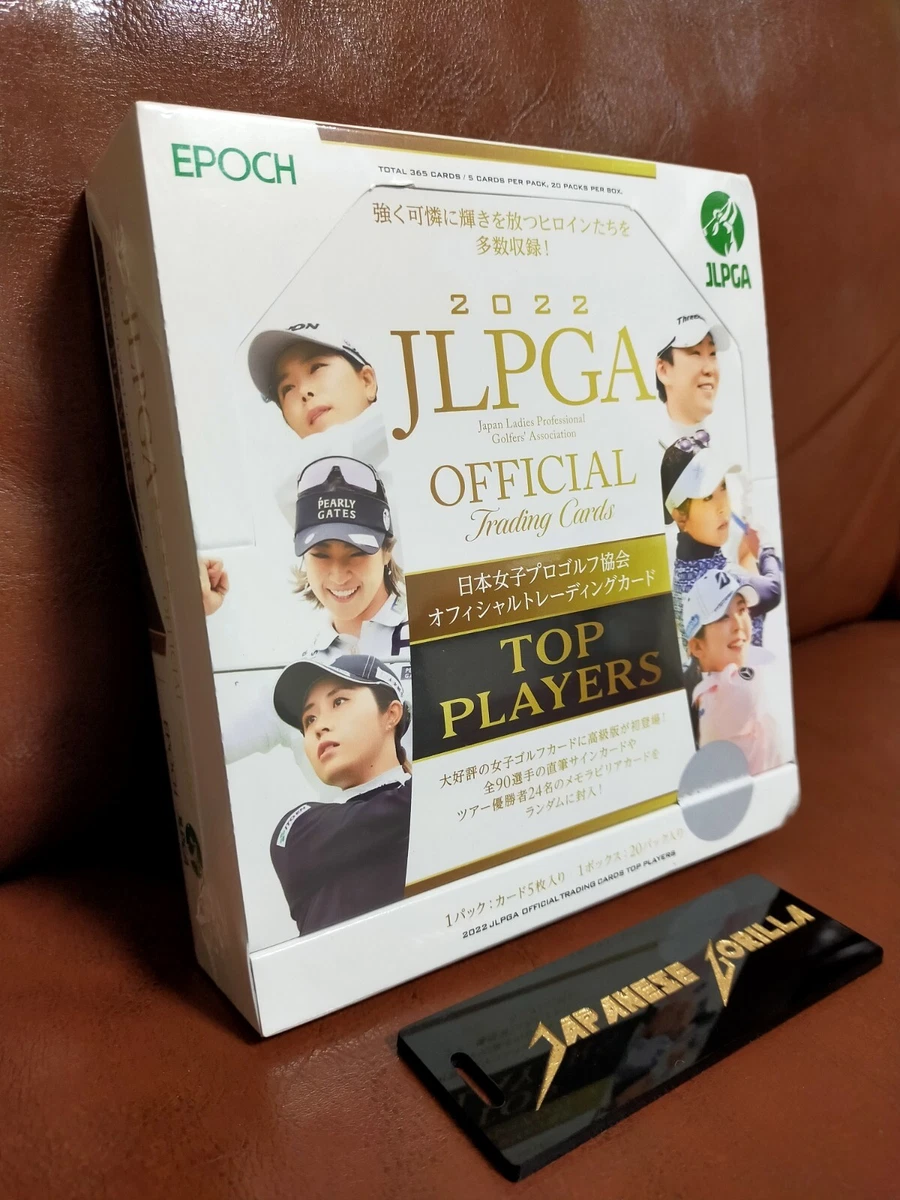 EPOCH
TOTAL 365 CARDS / 5 CARDS PER PACK, 20 PACKS PER BOX.
強く可憐に輝きを放つヒロインたちを
多数収録！
JLPGA
2022
JLPGA
Japan Ladies Professional
Golfers' Association
OFFICIAL
Trading Cards
PEARLY
GATES
日本女子プロゴルフ協会
オフィシャルトレーディングカード
TOP
PLAYERS
大好評の女子ゴルフカードに高級版が初登場！
全90選手の直筆サインカードや
ツアー優勝者24名のメモラビリアカードを
ランダムに封入！
1パック：カード5枚入り 1ボックス：20パック入り
2022 JLPGA OFFICIAL TRADING CARDS TOP PLAYERS
JAPANESE GORILLA